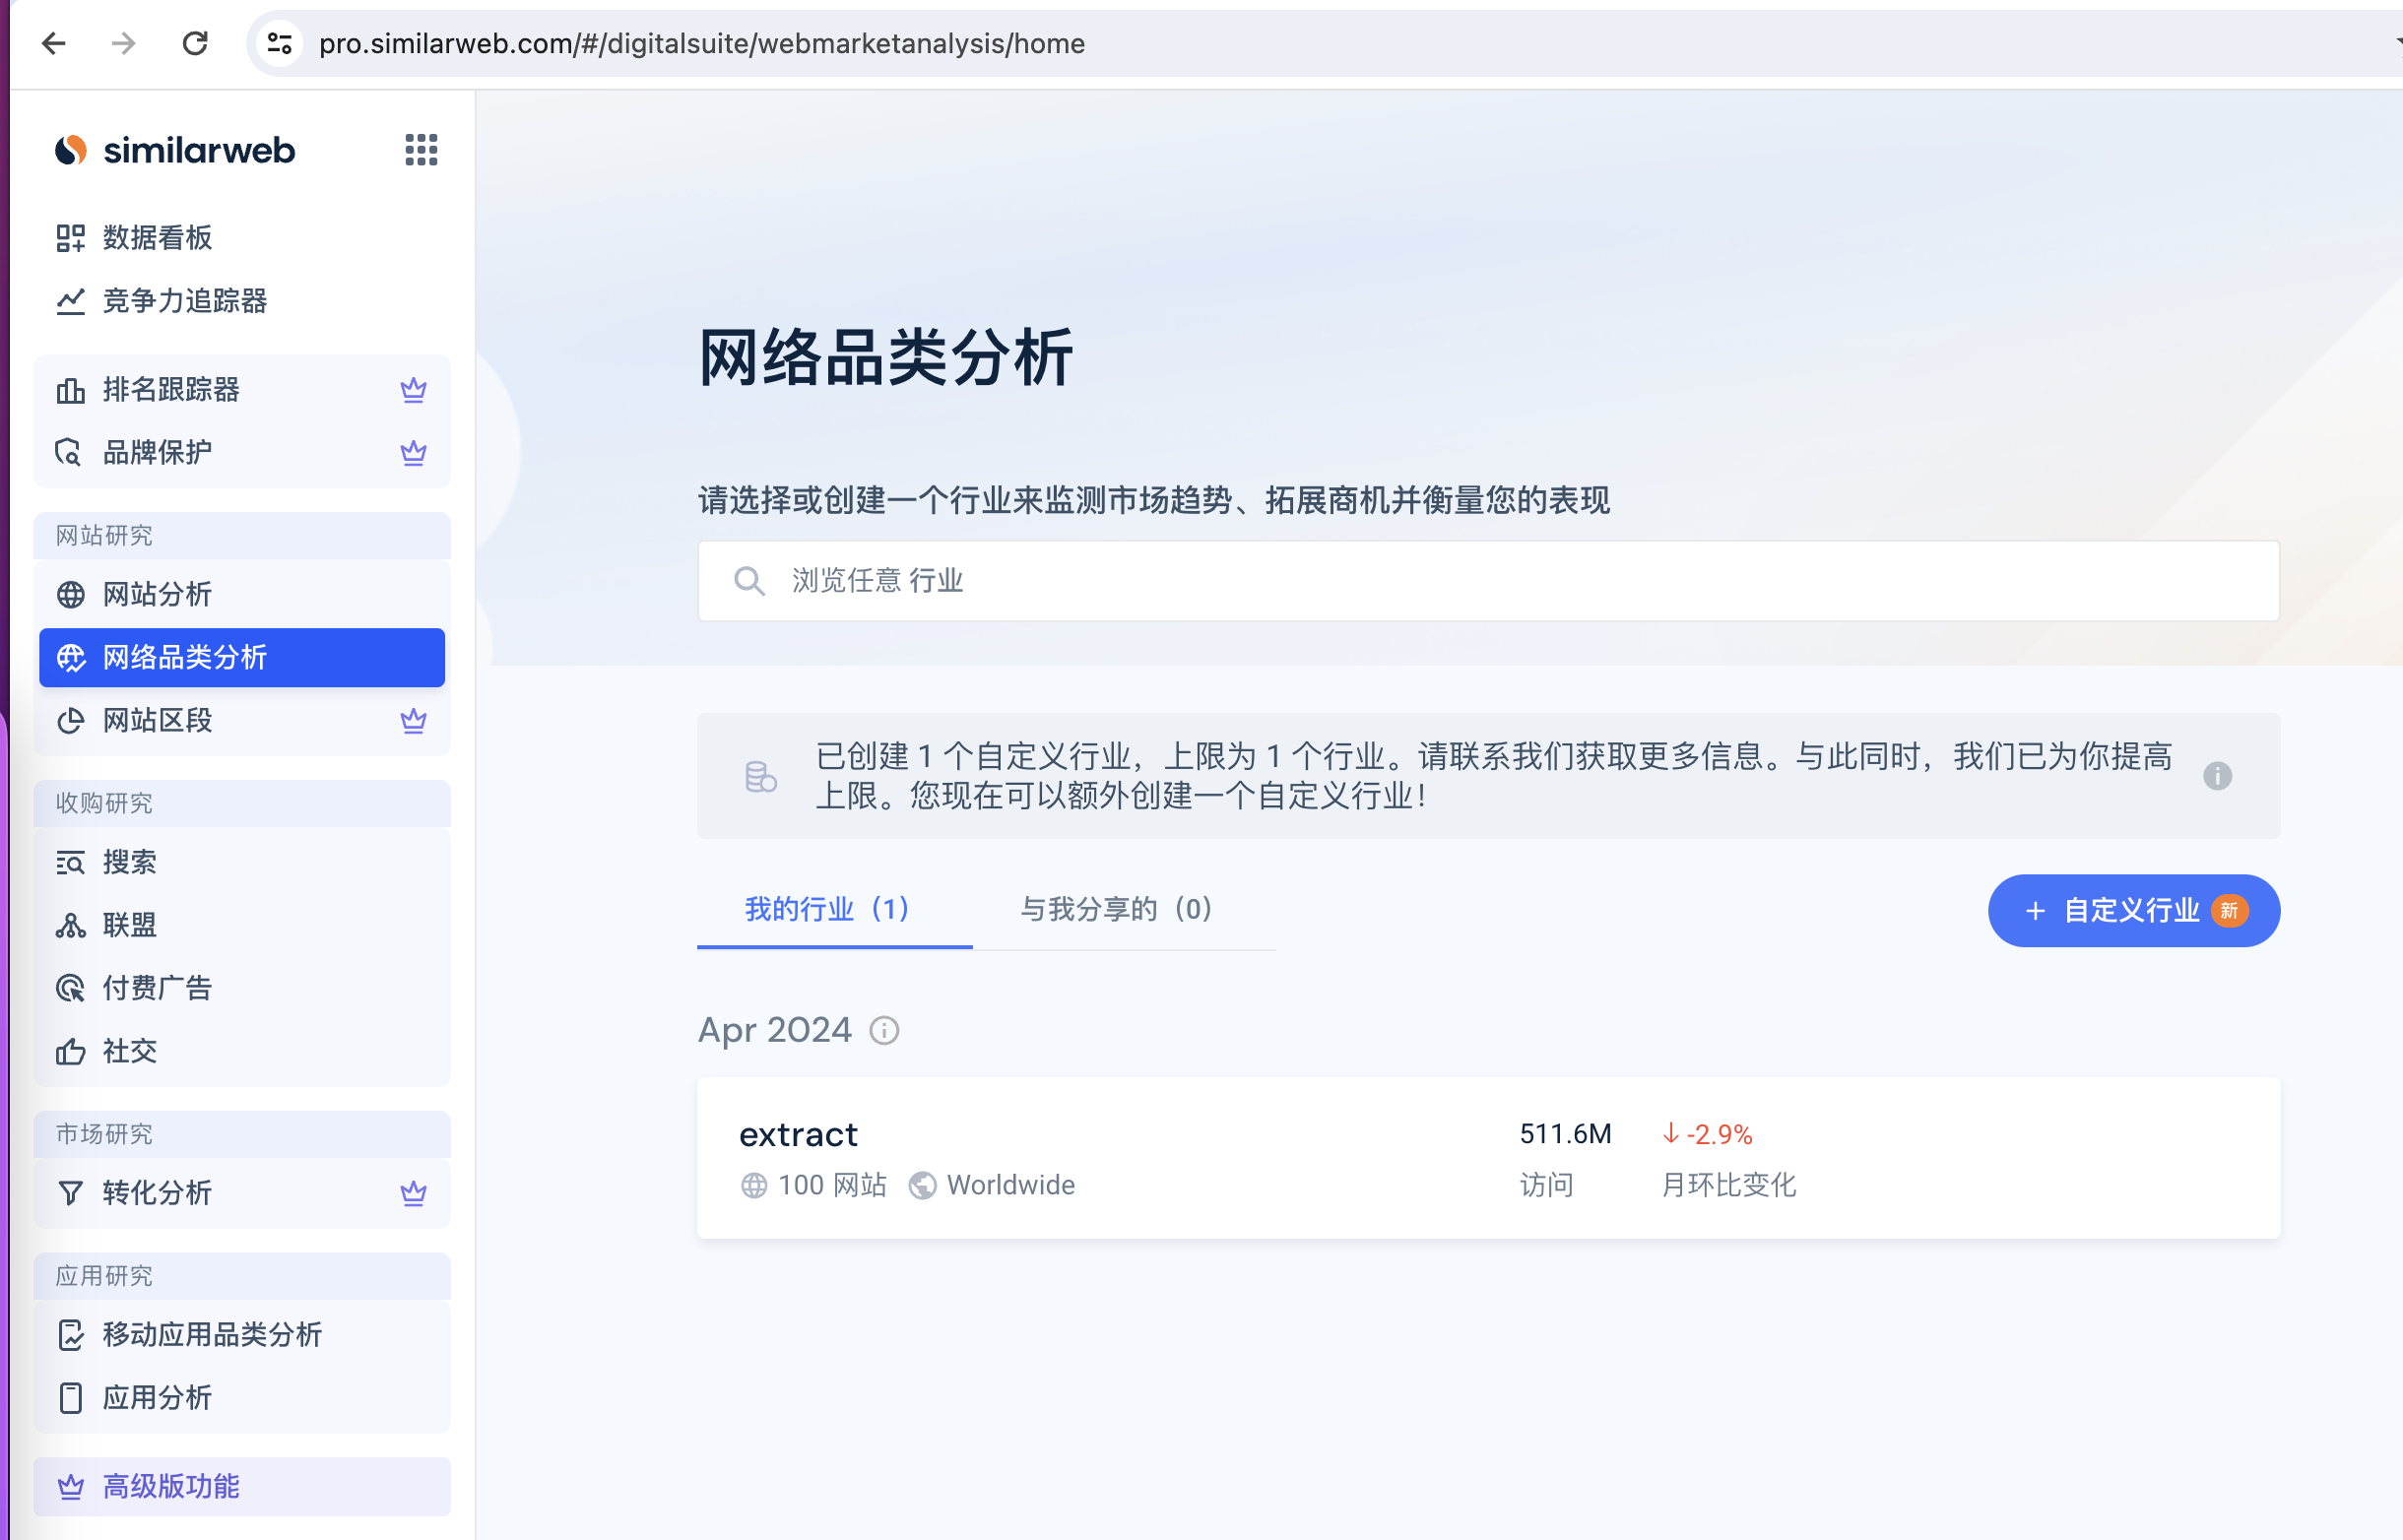 pro.similarweb.com/#/digitalsuite/webmarketanalysis/home
similarweb
数据看板
竞争力追踪器
排名跟踪器
品牌保护
网站研究
网站分析
网络品类分析
网站区段
收购研究
搜索
联盟
付费广告
社交
市场研究
转化分析
应用研究
移动应用品类分析
应用分析
高级版功能
网络品类分析
请选择或创建一个行业来监测市场趋势、拓展商机并衡量您的表现
浏览任意 行业
已创建 1 个自定义行业，上限为 1 个行业。请联系我们获取更多信息。与此同时，我们已为你提高
上限。您现在可以额外创建一个自定义行业！
我的行业（1） 与我分享的（0）
+ 自定义行业 新
Apr 2024
extract 511.6M ↓ -2.9%
100 网站 Worldwide 访问 月环比变化